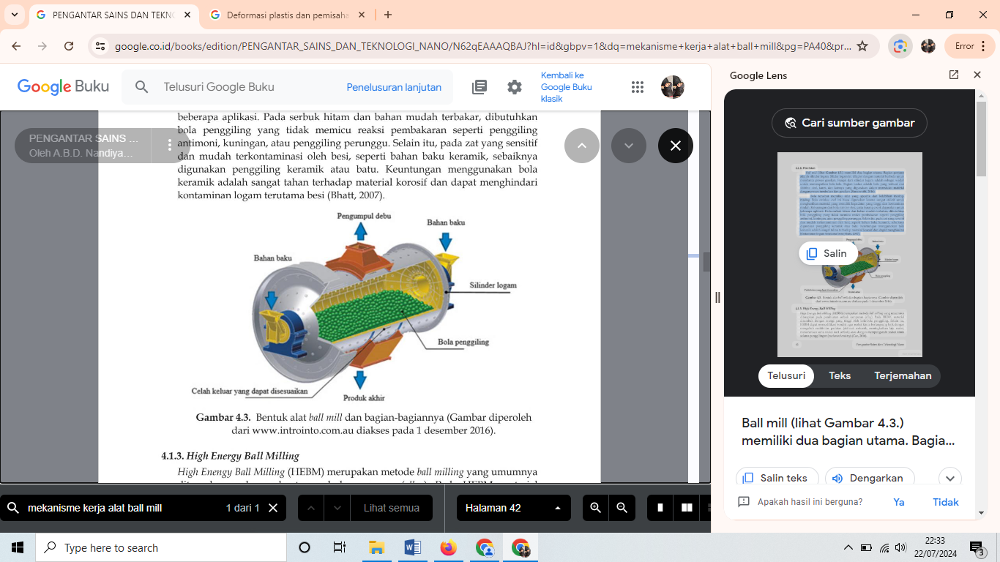 PENGANTAR SAINS DAN TEKNO
Deformasi plastis dan pemisaha
google.co.id/books/edition/PENGANTAR_SAINS_DAN_TEKNOLOGI_NANO/N62qEAAAQBAJ?hl=id&gbpv=1&dq=mekanisme+kerja+alat+ball+mill&pg=PA40&pr...
Error
Google Buku
Telusuri Google Buku
Penelusuran lanjutan
Kembali ke
Google Buku
klasik
PENGANTAR SAINS ...
Oleh A.B.D. Nandiya...
beberapa aplikasi. Pada serbuk hitam dan bahan mudah terbakar, dibutuhkan
bola penggiling yang tidak memicu reaksi pembakaran seperti penggiling
antimoni, kuningan, atau penggiling perunggu. Selain itu, pada zat yang sensitif
dan mudah terkontaminasi oleh besi, seperti bahan baku keramik, sebaiknya
digunakan penggiling keramik atau batu. Keuntungan menggunakan bola
keramik adalah sangat tahan terhadap material korosif dan dapat menghindari
kontaminan logam terutama besi (Bhatt, 2007).
Pengumpul debu
Bahan baku
Bahan baku
Silinder logam
Bola penggiling
Celah keluar yang dapat disesuaikan
Produk akhir
Gambar 4.3. Bentuk alat ball mill dan bagian-bagiannya (Gambar diperoleh
dari www.introinto.com.au diakses pada 1 desember 2016).
4.1.3. High Energy Ball Milling
High Energy Ball Milling (HEBM) merupakan metode ball milling yang umumnya
mekanisme kerja alat ball mill
1 dari 1
Lihat semua
Halaman 42
Google Lens
Cari sumber gambar
Salin
Telusuri
Teks
Terjemahan
Ball mill (lihat Gambar 4.3.)
memiliki dua bagian utama. Bagia...
Salin teks
Dengarkan
Apakah hasil ini berguna?
Ya
Tidak
Type here to search
22:33
22/07/2024
3